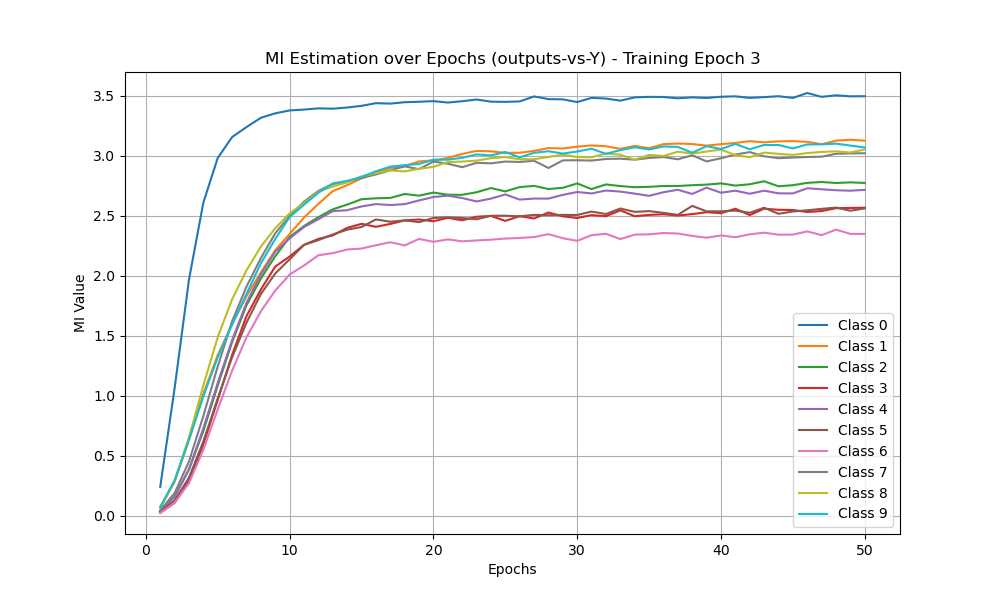 MI Estimation over Epochs (outputs-vs-Y) - Training Epoch 3
MI Value
3.5
3.0
2.5
2.0
1.5
1.0
0.5
0.0
0 10 20 30 40 50
Epochs
Class 0
Class 1
Class 2
Class 3
Class 4
Class 5
Class 6
Class 7
Class 8
Class 9